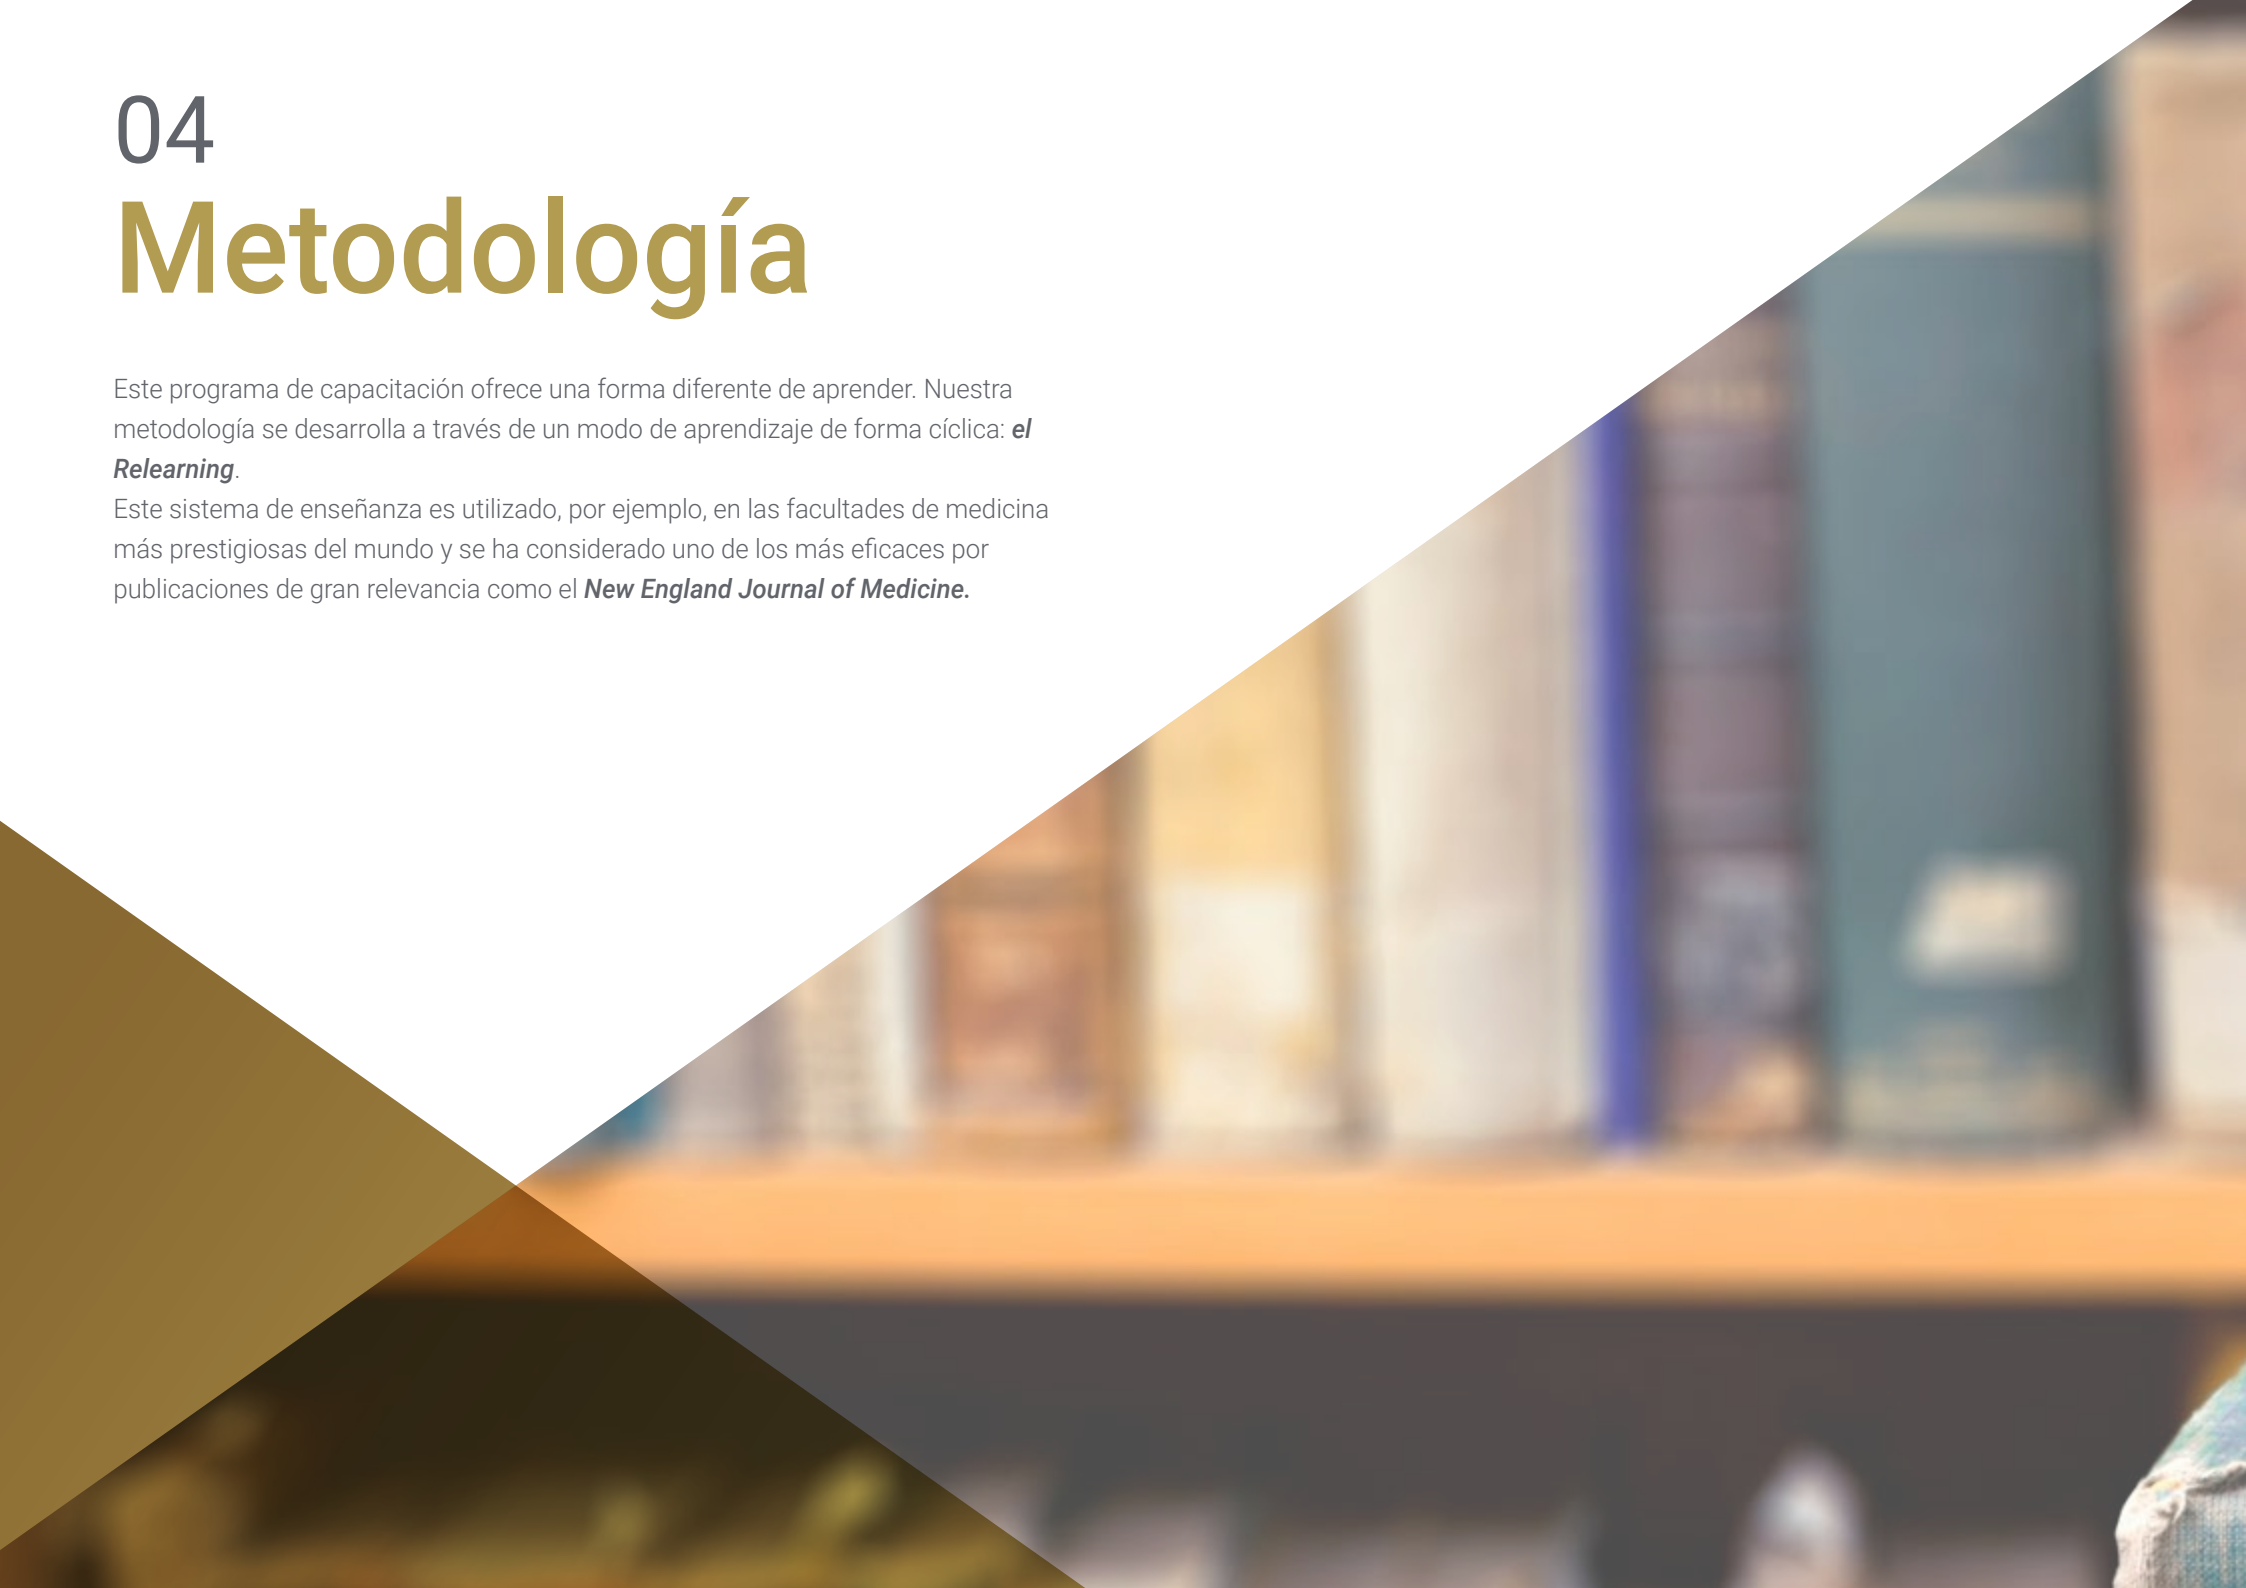 04
Metodología
Este programa de capacitación ofrece una forma diferente de aprender. Nuestra
metodología se desarrolla a través de un modo de aprendizaje de forma cíclica: el
Relearning.
Este sistema de enseñanza es utilizado, por ejemplo, en las facultades de medicina
más prestigiosas del mundo y se ha considerado uno de los más eficaces por
publicaciones de gran relevancia como el New England Journal of Medicine.